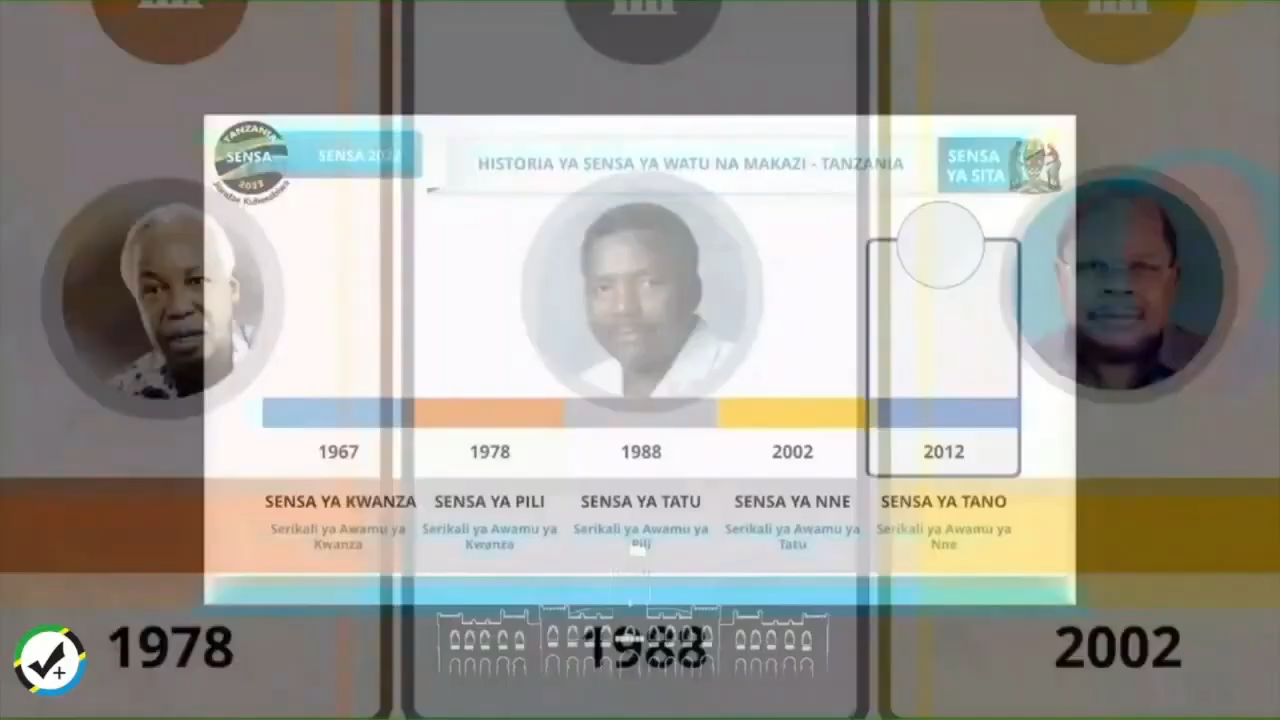 TANZANIA
SENSA
2022
SENSA 2022
HISTORIA YA SENSA YA WATU NA MAKAZI - TANZANIA
SENSA
YA SITA
1967
1978
1988
2002
2012
SENSA YA KWANZA
SENSA YA PILI
SENSA YA TATU
SENSA YA NNE
SENSA YA TANO
Serikali ya Awamu ya
Kwanza
Serikali ya Awamu ya
Kwanza
Serikali ya Awamu ya
Pili
Serikali ya Awamu ya
Tatu
Serikali ya Awamu ya
Nne
1978
1988
2002